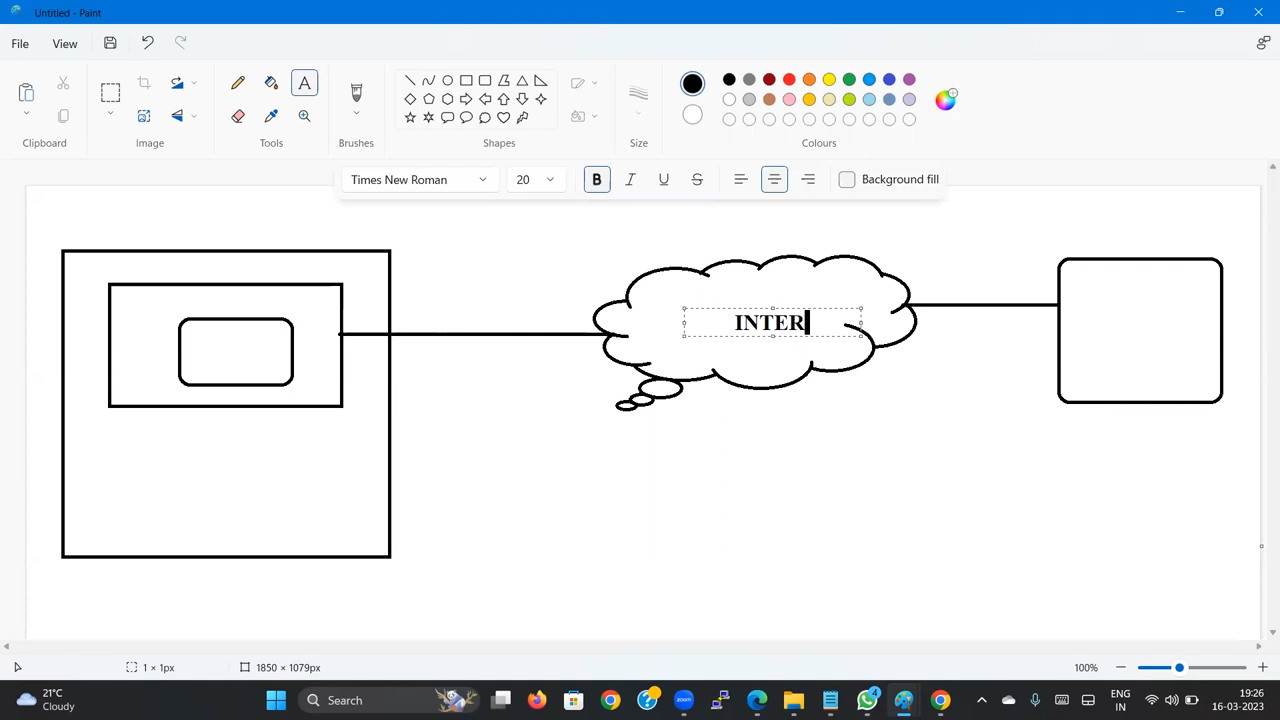 Untitled - Paint
File
View
Clipboard
Image
Tools
Brushes
Shapes
Size
Colours
Times New Roman
20
B
I
U
Background fill
INTER
1 × 1px
1850 × 1079px
100%
21°C
Cloudy
Search
4
ENG
IN
19:26
16-03-2023